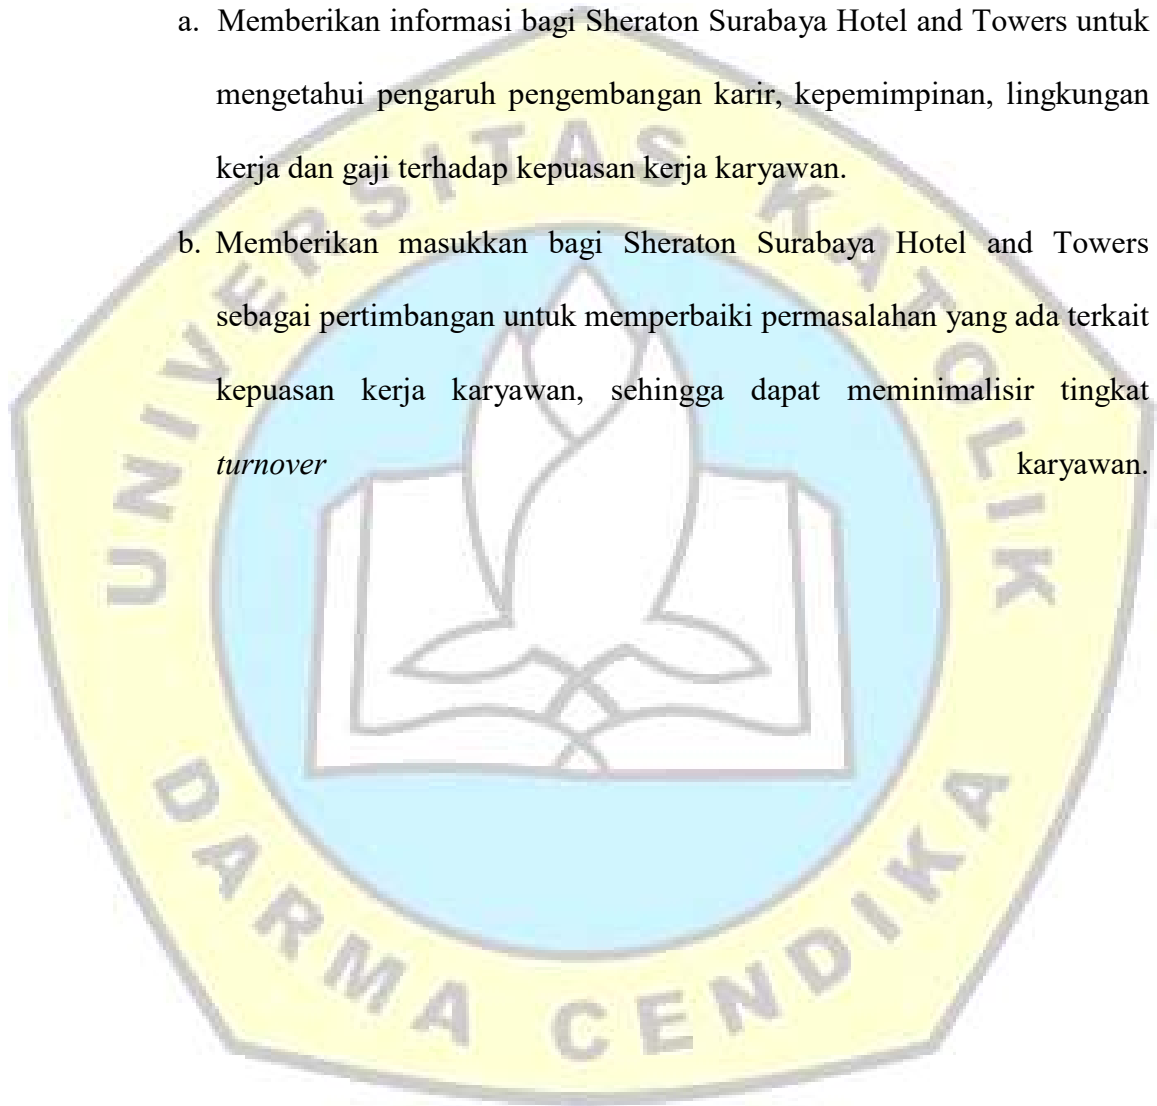 a. Memberikan informasi bagi Sheraton Surabaya Hotel and Towers untuk
mengetahui pengaruh pengembangan karir, kepemimpinan, lingkungan
kerja dan gaji terhadap kepuasan kerja karyawan.
b. Memberikan masukkan bagi Sheraton Surabaya Hotel and Towers
sebagai pertimbangan untuk memperbaiki permasalahan yang ada terkait
kepuasan kerja karyawan, sehingga dapat meminimalisir tingkat
turnover karyawan.
UNIVERSITAS KATOLIK
DARMA CENDIKA